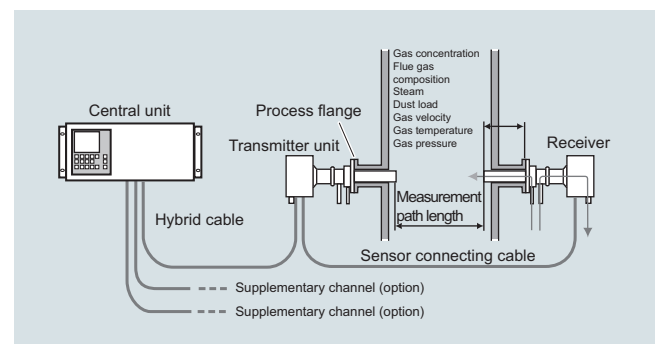 Gas concentration
Flue gas
composition
Steam
Dust load
Gas velocity
Gas temperature
Gas pressure
Central unit
Process flange
Transmitter unit
Receiver
Measurement
path length
Hybrid cable
Sensor connecting cable
Supplementary channel (option)
Supplementary channel (option)